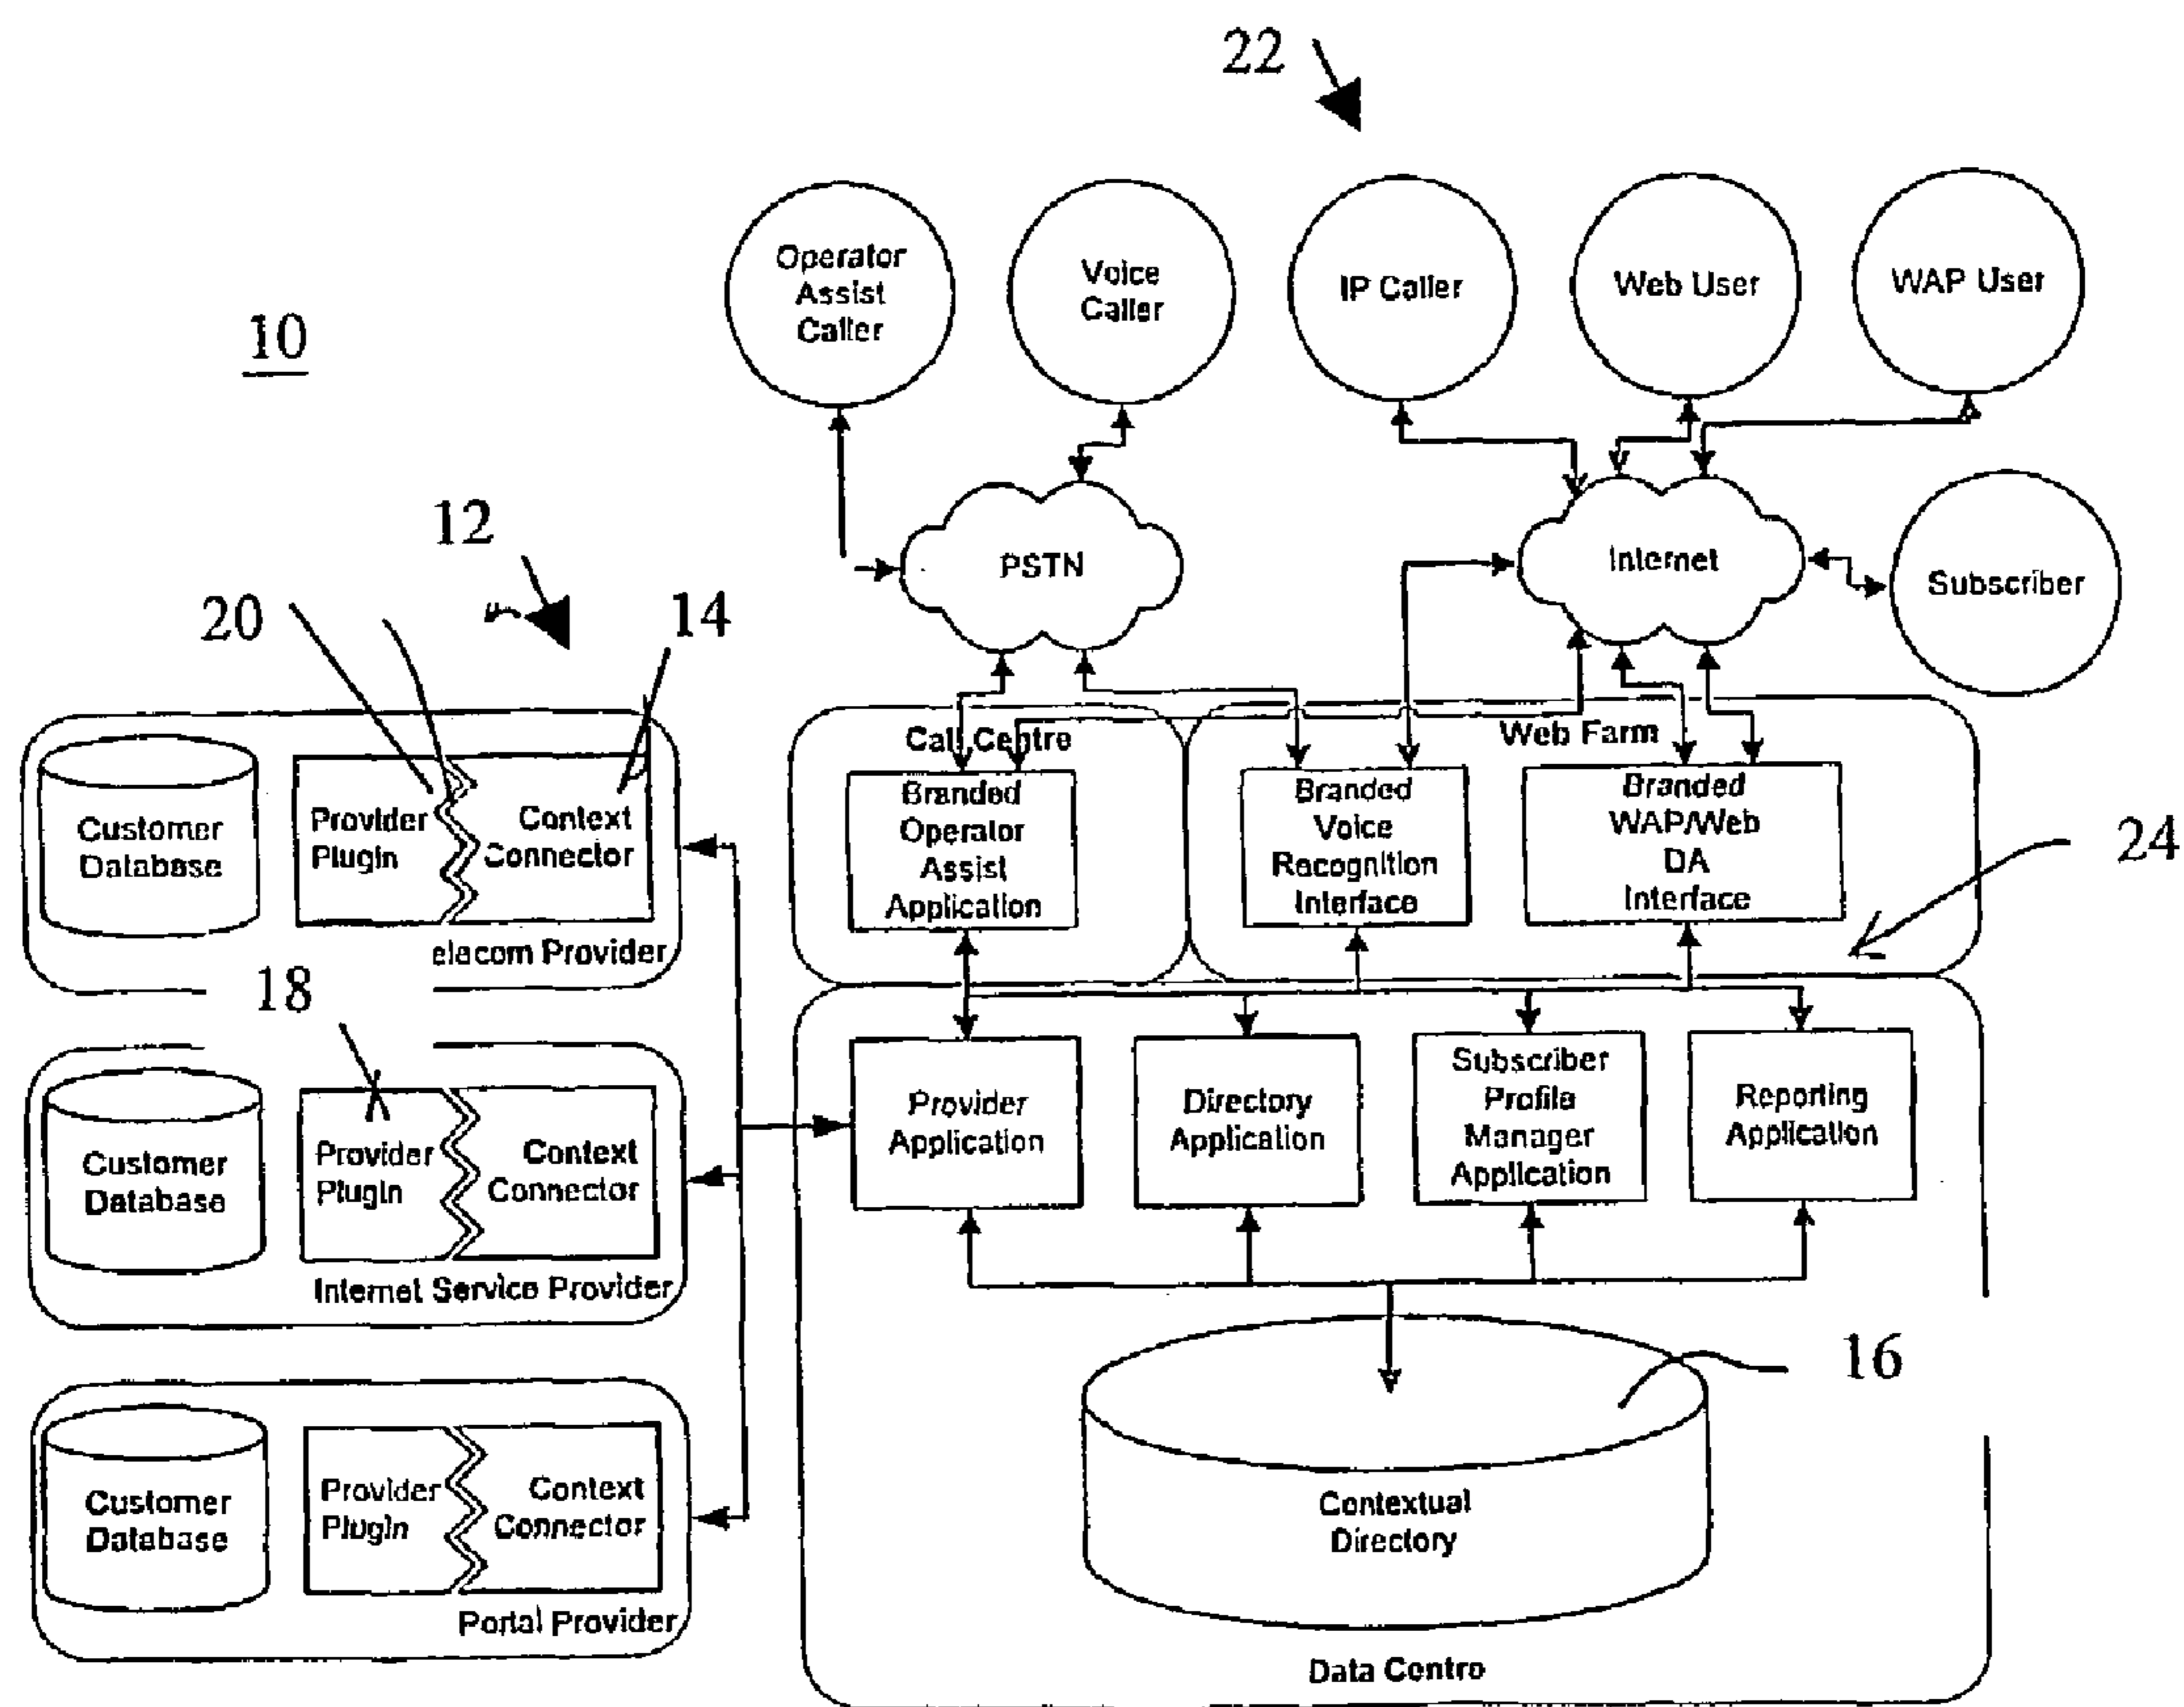 22
Operator
Assist
Caller
Voice
Caller
IP Caller
Web User
WAP User
10
12
20
14
PSTN
Internet
Subscriber
Call Centre
Web Farm
Customer
Database
Provider
Plugin
Context
Connector
elecom Provider
Branded
Operator
Assist
Application
Branded
Voice
Recognition
Interface
Branded
WAP/Web
DA
Interface
24
18
Customer
Database
Provider
Plugin
Context
Connector
Internet Service Provider
Provider
Application
Directory
Application
Subscriber
Profile
Manager
Application
Reporting
Application
16
Customer
Database
Provider
Plugin
Context
Connector
Portal Provider
Contextual
Directory
Data Centro